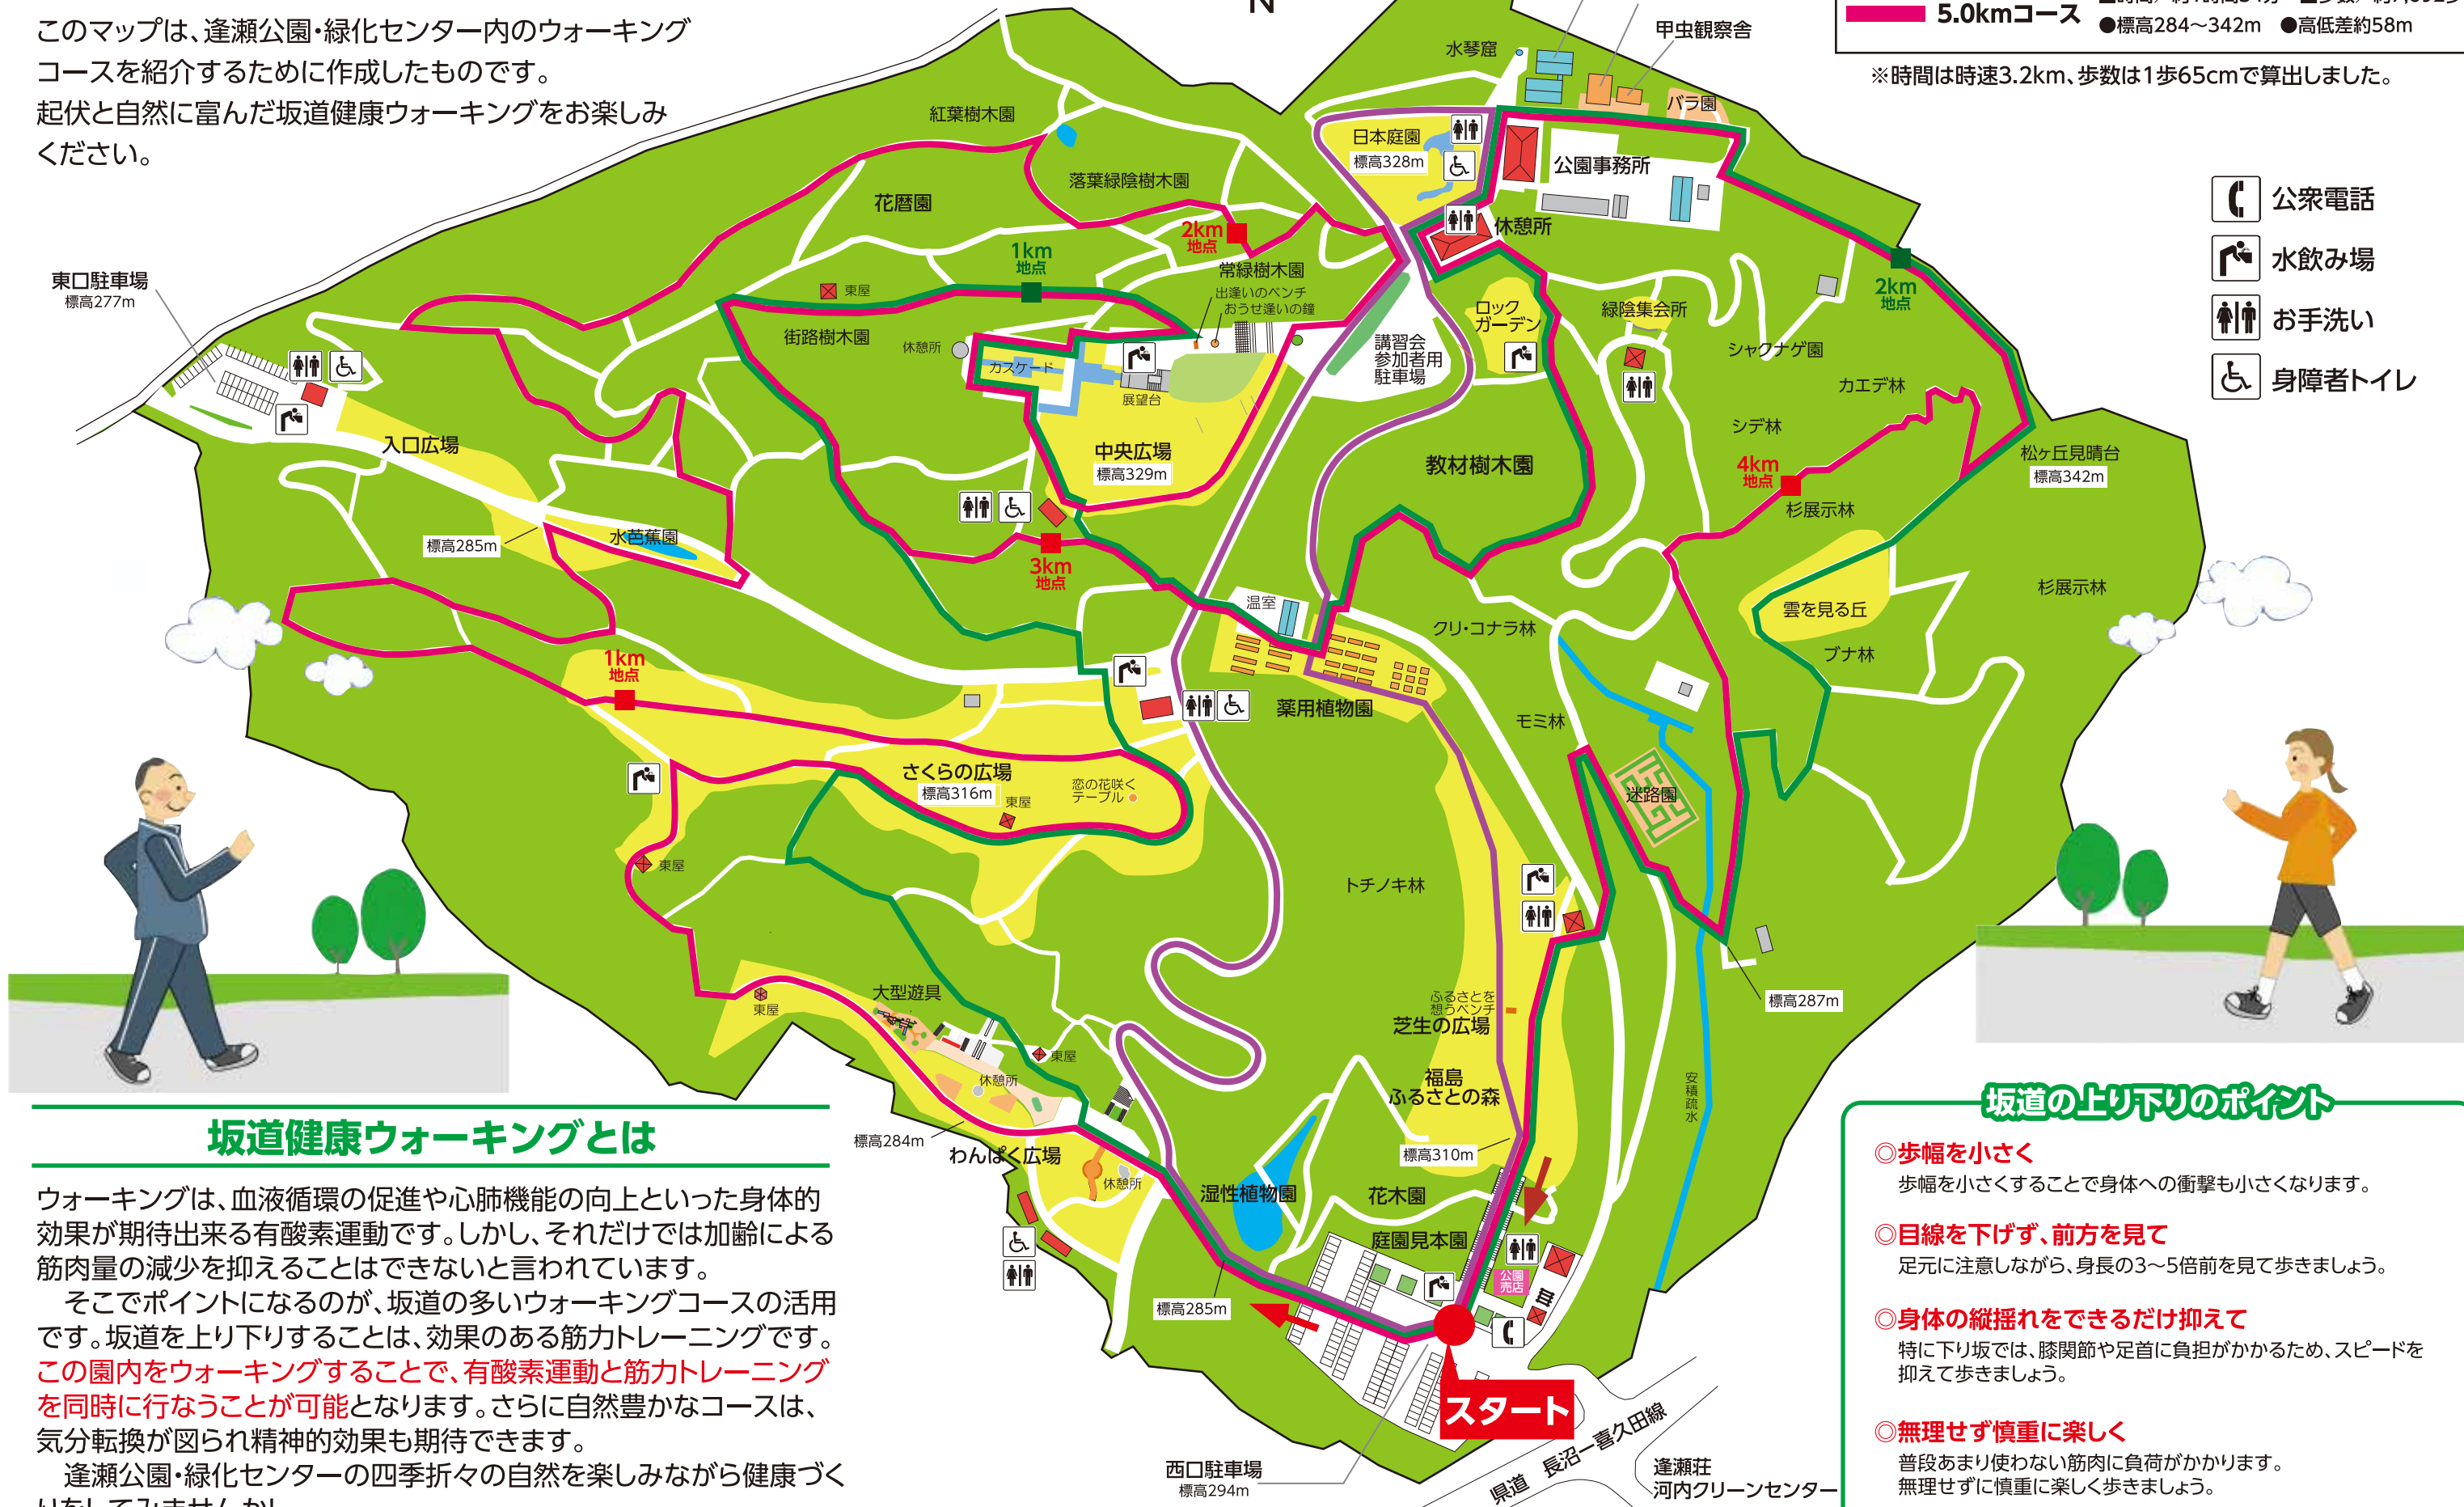 このマップは、逢瀬公園・緑化センター内のウォーキング
コースを紹介するために作成したものです。
起伏と自然に富んだ坂道健康ウォーキングをお楽しみ
ください。
N
5.0kmコース
●標高284〜342m ●高低差約58m
※時間は時速3.2km、歩数は1歩65cmで算出しました。
公衆電話
水飲み場
お手洗い
身障者トイレ
甲虫観察舎
水琴窟
バラ園
日本庭園
標高328m
公園事務所
休憩所
紅葉樹木園
落葉緑陰樹木園
花暦園
2km
地点
1km
地点
常緑樹木園
出逢いのベンチ
おうせ逢いの鐘
東屋
街路樹木園
休憩所
カスケード
展望台
中央広場
標高329m
東口駐車場
標高277m
入口広場
標高285m
水芭蕉園
3km
地点
講習会
参加者用
駐車場
ロック
ガーデン
緑陰集会所
2km
地点
シャクナゲ園
カエデ林
シデ林
4km
地点
杉展示林
松ヶ丘見晴台
標高342m
教材樹木園
杉展示林
雲を見る丘
ブナ林
温室
クリ・コナラ林
薬用植物園
モミ林
迷路園
1km
地点
さくらの広場
標高316m
東屋
恋の花咲く
テーブル
東屋
東屋
トチノキ林
大型遊具
東屋
休憩所
標高284m
わんぱく広場
休憩所
ふるさとを
想うベンチ
芝生の広場
福島
ふるさとの森
標高310m
標高287m
安積疏水
湿性植物園
花木園
庭園見本園
公園
売店
標高285m
スタート
西口駐車場
標高294m
県道 長沼ー喜久田線
逢瀬荘
河内クリーンセンター
坂道健康ウォーキングとは
ウォーキングは、血液循環の促進や心肺機能の向上といった身体的
効果が期待出来る有酸素運動です。しかし、それだけでは加齢による
筋肉量の減少を抑えることはできないと言われています。
そこでポイントになるのが、坂道の多いウォーキングコースの活用
です。坂道を上り下りすることは、効果のある筋力トレーニングです。
この園内をウォーキングすることで、有酸素運動と筋力トレーニング
を同時に行なうことが可能となります。さらに自然豊かなコースは、
気分転換が図られ精神的効果も期待できます。
逢瀬公園・緑化センターの四季折々の自然を楽しみながら健康づく
坂道の上り下りのポイント
◎歩幅を小さく
歩幅を小さくすることで身体への衝撃も小さくなります。
◎目線を下げず、前方を見て
足元に注意しながら、身長の3〜5倍前を見て歩きましょう。
◎身体の縦揺れをできるだけ抑えて
特に下り坂では、膝関節や足首に負担がかかるため、スピードを
抑えて歩きましょう。
◎無理せず慎重に楽しく
普段あまり使わない筋肉に負荷がかかります。
無理せずに慎重に楽しく歩きましょう。